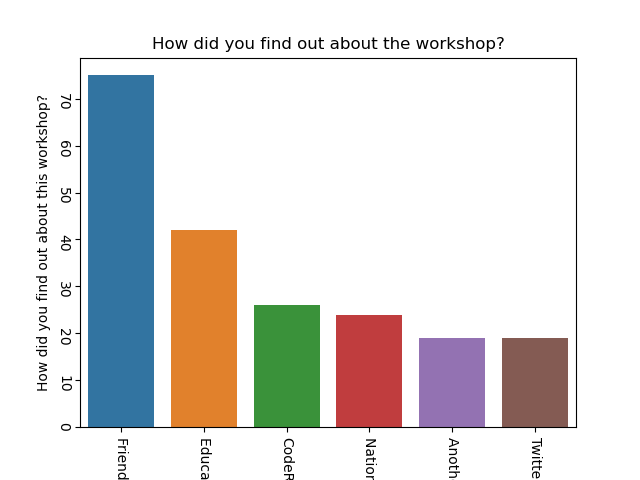 How did you find out about the workshop?
How did you find out about this workshop?
70
60
50
40
30
20
10
0
Friend
Educa
CodeR
Nation
Anoth
Twitte